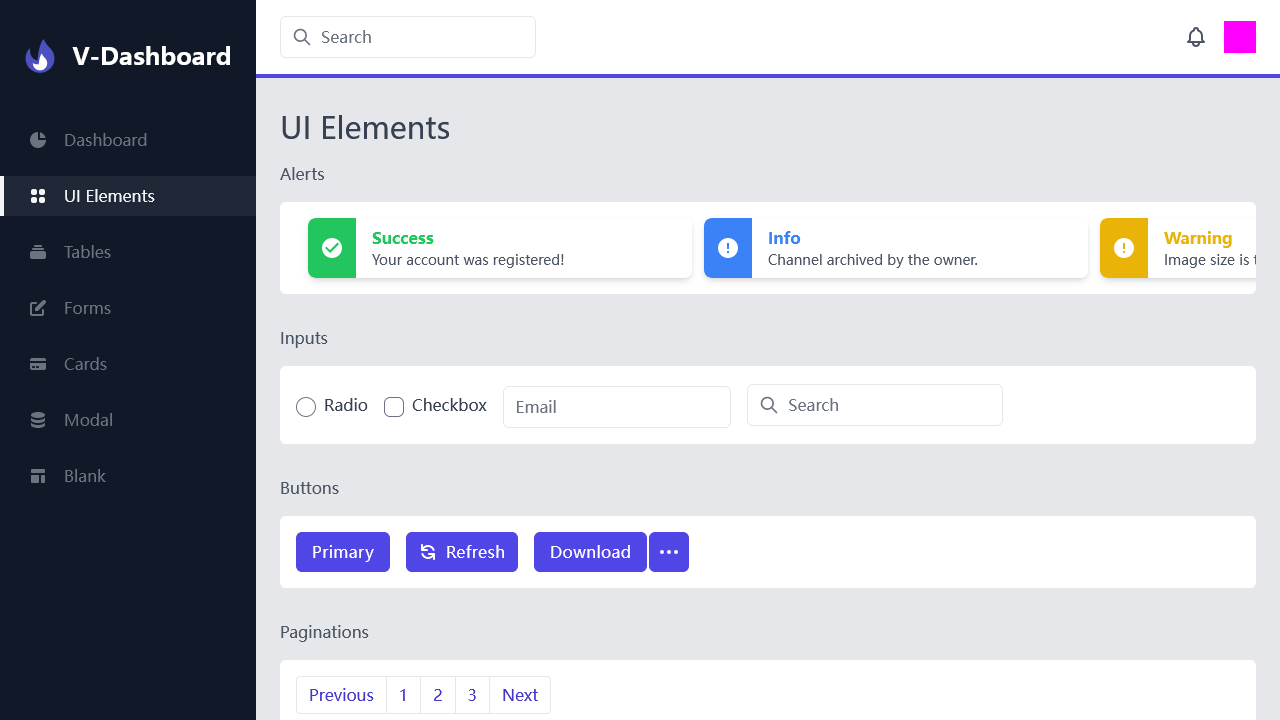 V-Dashboard
Search
Dashboard
UI Elements
Tables
Forms
Cards
Modal
Blank
UI Elements
Alerts
Success
Your account was registered!
Info
Channel archived by the owner.
Warning
Image size is
Inputs
Radio
Checkbox
Email
Search
Buttons
Primary
Refresh
Download
Paginations
Previous
1
2
3
Next